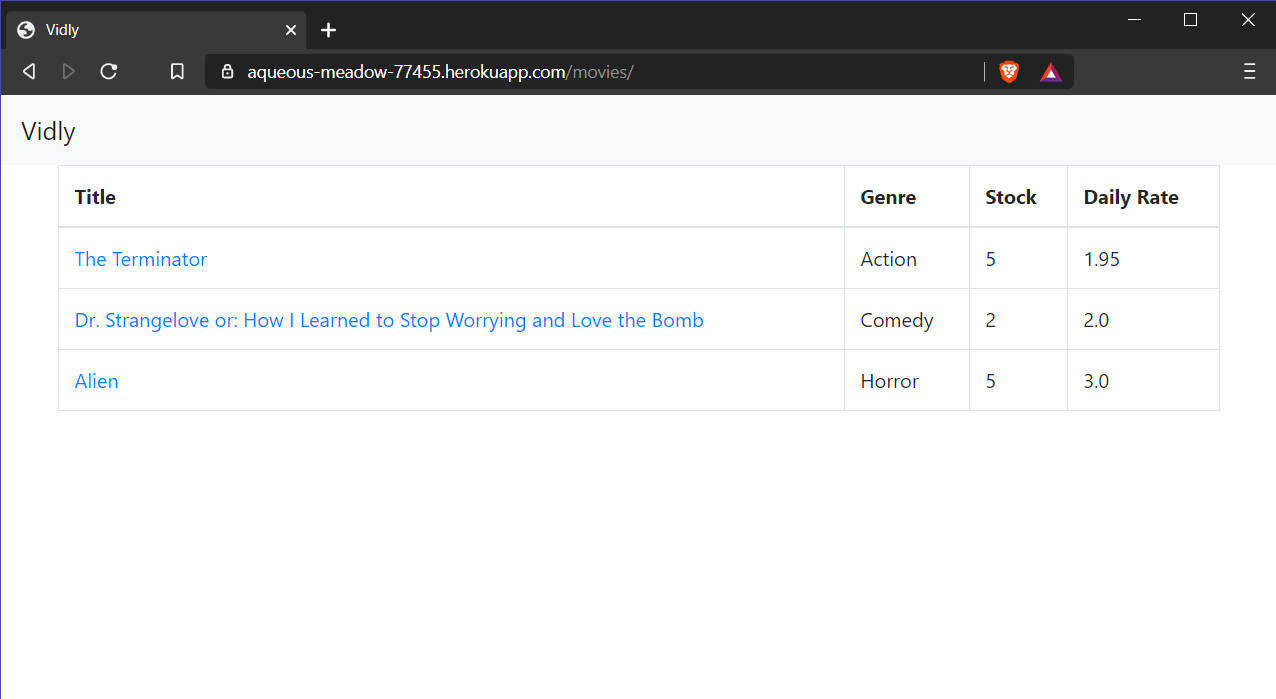 Vidly
aqueous-meadow-77455.herokuapp.com/movies/
Vidly
Title Genre Stock Daily Rate
The Terminator Action 5 1.95
Dr. Strangelove or: How I Learned to Stop Worrying and Love the Bomb Comedy 2 2.0
Alien Horror 5 3.0